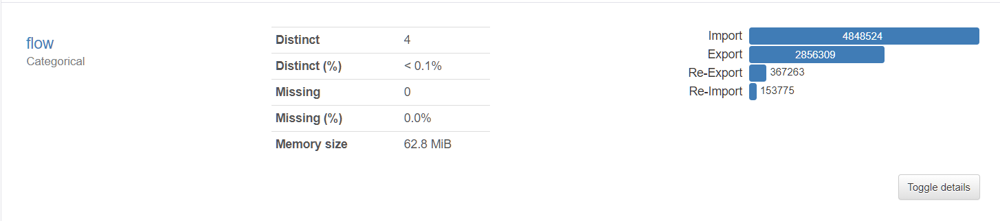 flow
Categorical
Distinct 4
Distinct (%) < 0.1%
Missing 0
Missing (%) 0.0%
Memory size 62.8 MiB
Import 4848524
Export 2856309
Re-Export 367263
Re-Import 153775
Toggle details